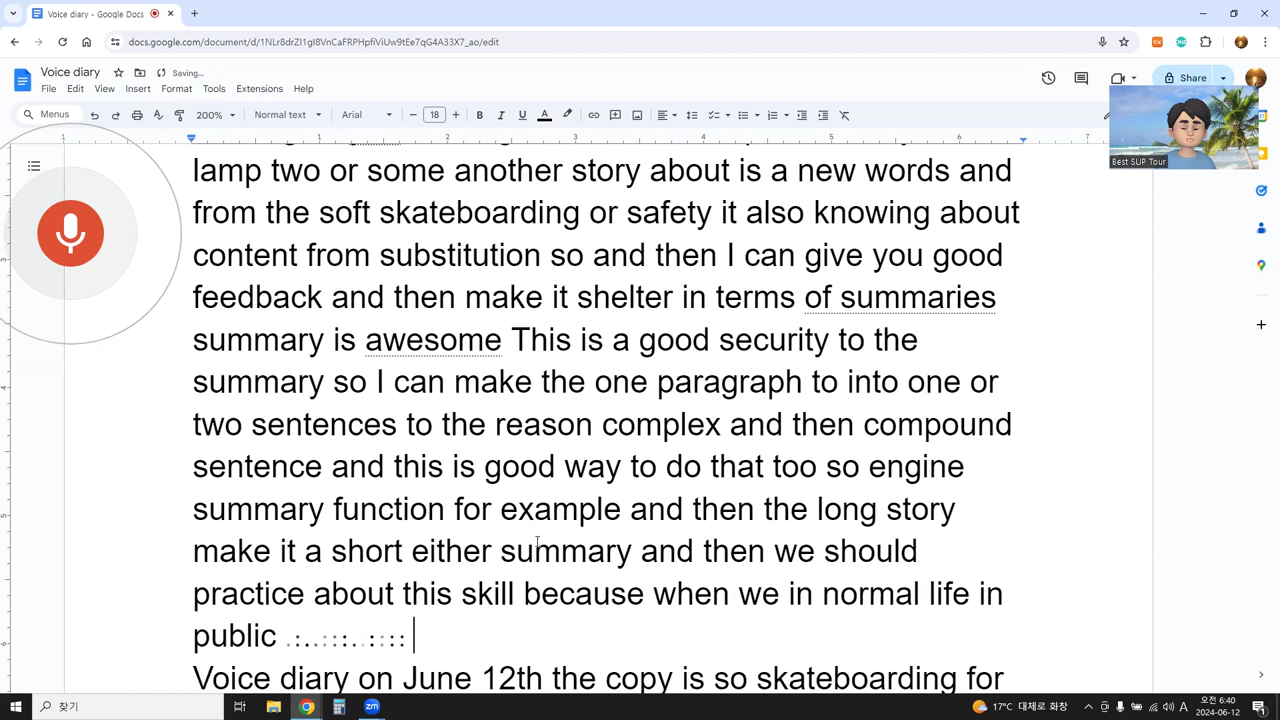 Voice diary - Google Docs
docs.google.com/document/d/1NLr8drZI1gI8VnCaFRPHpfiViUw9tEe7qG4A33X7_ao/edit
Voice diary
Saving...
File Edit View Insert Format Tools Extensions Help
Share
Menus
200%
Normal text
Arial
18
B I U A
Best SUP Tour
1 1 2 3 4 5 6 7
lamp two or some another story about is a new words and
from the soft skateboarding or safety it also knowing about
content from substitution so and then I can give you good
feedback and then make it shelter in terms of summaries
summary is awesome This is a good security to the
summary so I can make the one paragraph to into one or
two sentences to the reason complex and then compound
sentence and this is good way to do that too so engine
summary function for example and then the long story
make it a short either summary and then we should
practice about this skill because when we in normal life in
public
Voice diary on June 12th the copy is so skateboarding for
찾기
17°C 대체로 화창
A
오전 6:40
2024-06-12